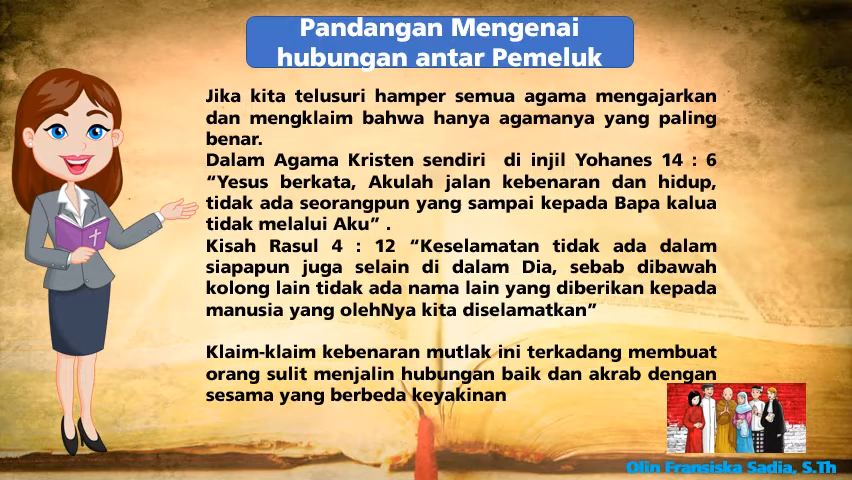 Pandangan Mengenai
hubungan antar Pemeluk
Jika kita telusuri hamper semua agama mengajarkan
dan mengklaim bahwa hanya agamanya yang paling
benar.
Dalam Agama Kristen sendiri di injil Yohanes 14 : 6
“Yesus berkata, Akulah jalan kebenaran dan hidup,
tidak ada seorangpun yang sampai kepada Bapa kalua
tidak melalui Aku” .
Kisah Rasul 4 : 12 “Keselamatan tidak ada dalam
siapapun juga selain di dalam Dia, sebab dibawah
kolong lain tidak ada nama lain yang diberikan kepada
manusia yang olehNya kita diselamatkan”
Klaim-klaim kebenaran mutlak ini terkadang membuat
orang sulit menjalin hubungan baik dan akrab dengan
sesama yang berbeda keyakinan
Olin Fransiska Sadia, S.Th